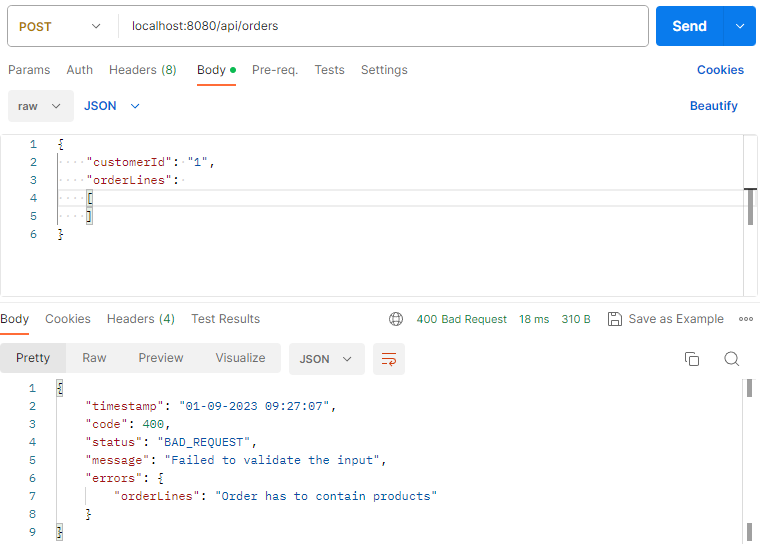 POST localhost:8080/api/orders Send
Params Auth Headers (8) Body Pre-req. Tests Settings Cookies
raw JSON Beautify
1 {
2 "customerId": "1",
3 "orderLines":
4 [
5 ]
6 }
Body Cookies Headers (4) Test Results 400 Bad Request 18 ms 310 B Save as Example
Pretty Raw Preview Visualize JSON
1 {
2 "timestamp": "01-09-2023 09:27:07",
3 "code": 400,
4 "status": "BAD_REQUEST",
5 "message": "Failed to validate the input",
6 "errors": {
7 "orderLines": "Order has to contain products"
8 }
9 }